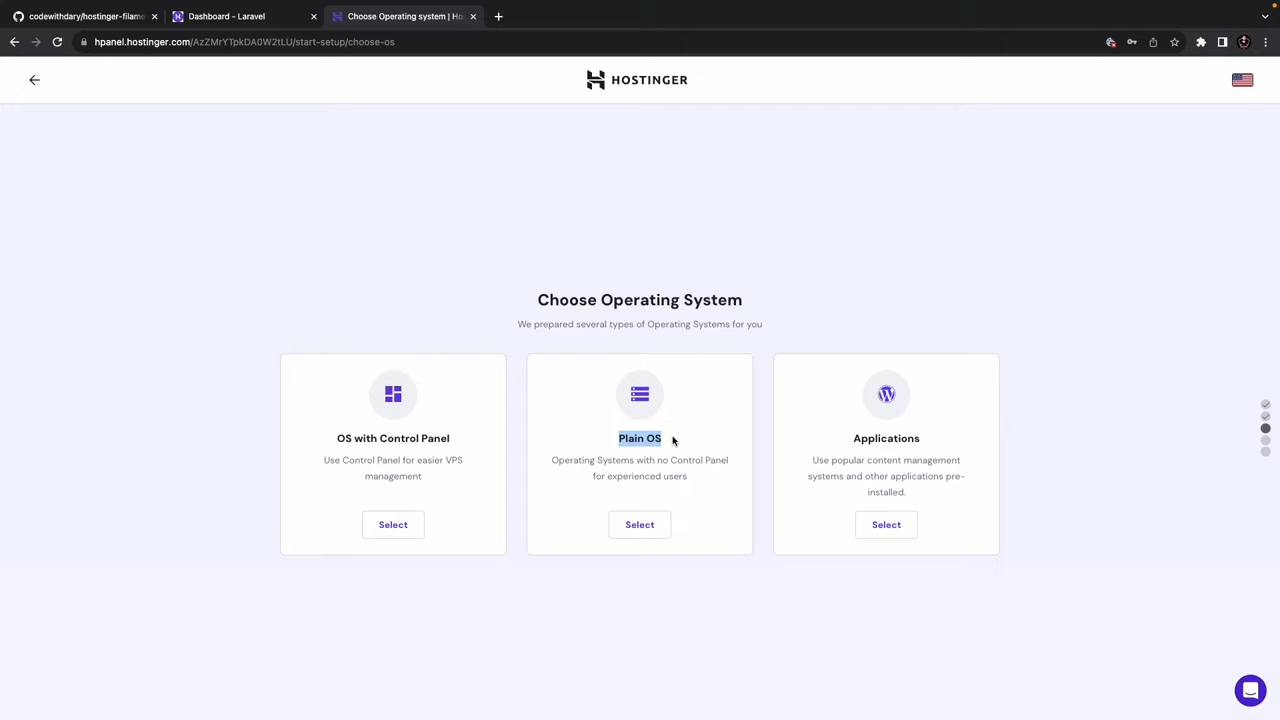 codewithdary/hostinger-filame
Dashboard - Laravel
Choose Operating system | Ho
hpanel.hostinger.com/AzZMrYTpkDA0W2tLU/start-setup/choose-os
HOSTINGER
Choose Operating System
We prepared several types of Operating Systems for you
OS with Control Panel
Use Control Panel for easier VPS
management
Select
Plain OS
Operating Systems with no Control Panel
for experienced users
Select
Applications
Use popular content management
systems and other applications pre-
installed.
Select